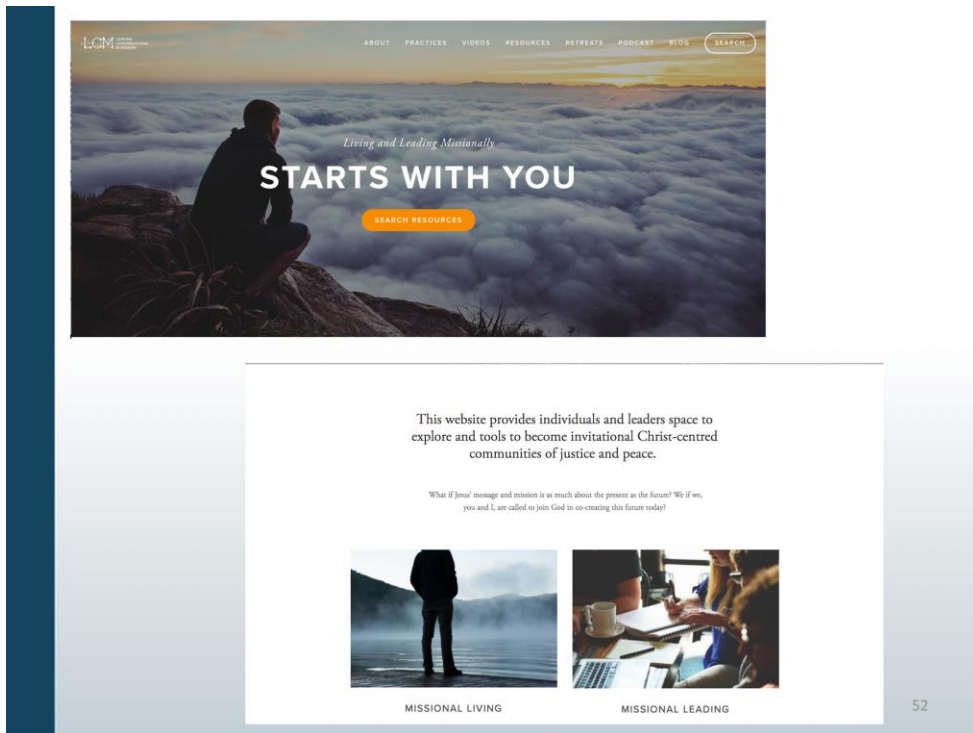 LCM
ABOUT PRACTICES VIDEOS RESOURCES RETREATS PODCAST BLOG SEARCH
Living and Leading Missionally
STARTS WITH YOU
SEARCH RESOURCES
This website provides individuals and leaders space to
explore and tools to become invitational Christ-centred
communities of justice and peace.
What if Jesus' message and mission is as much about the present as the future? We if we,
you and I, are called to join God in co-creating this future today?
MISSIONAL LIVING
MISSIONAL LEADING
52